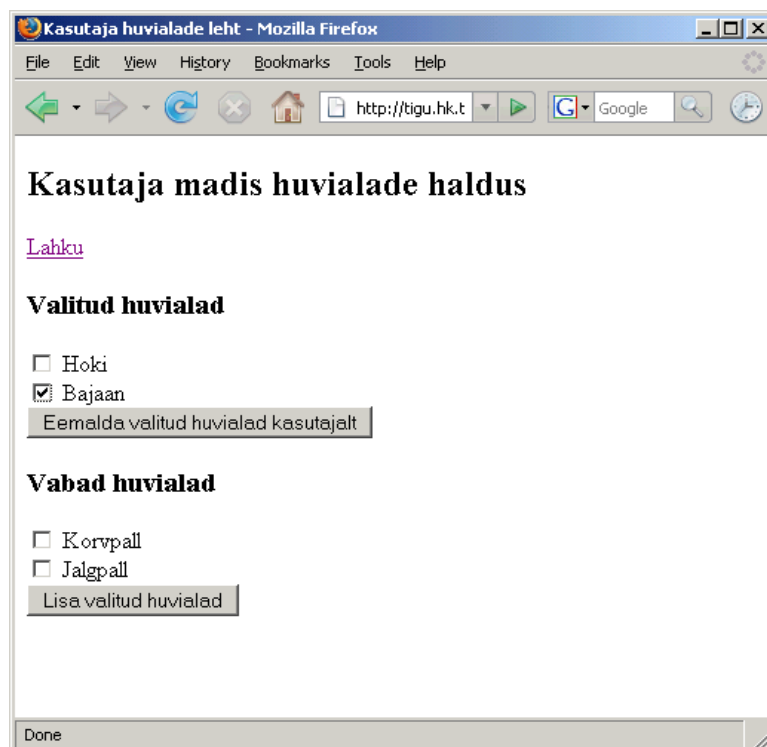 Kasutaja huvialade leht - Mozilla Firefox
File Edit View History Bookmarks Tools Help
http://tigu.hk.t G Google
Kasutaja madis huvialade haldus
Lahku
Valitud huvialad
Hoki
Bajaan
Eemalda valitud huvialad kasutajalt
Vabad huvialad
Korvpall
Jalgpall
Lisa valitud huvialad
Done